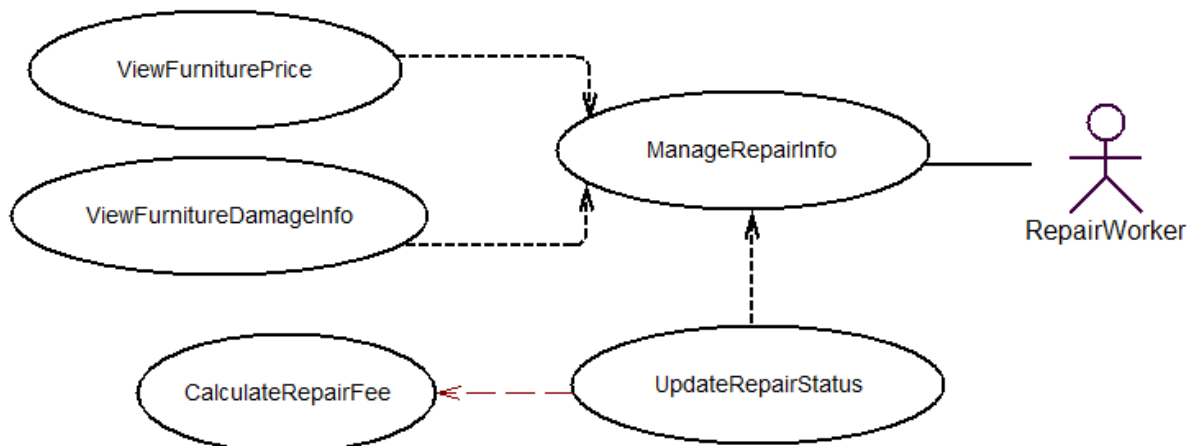 ViewFurniturePrice
ManageRepairInfo
ViewFurnitureDamageInfo
RepairWorker
CalculateRepairFee
UpdateRepairStatus